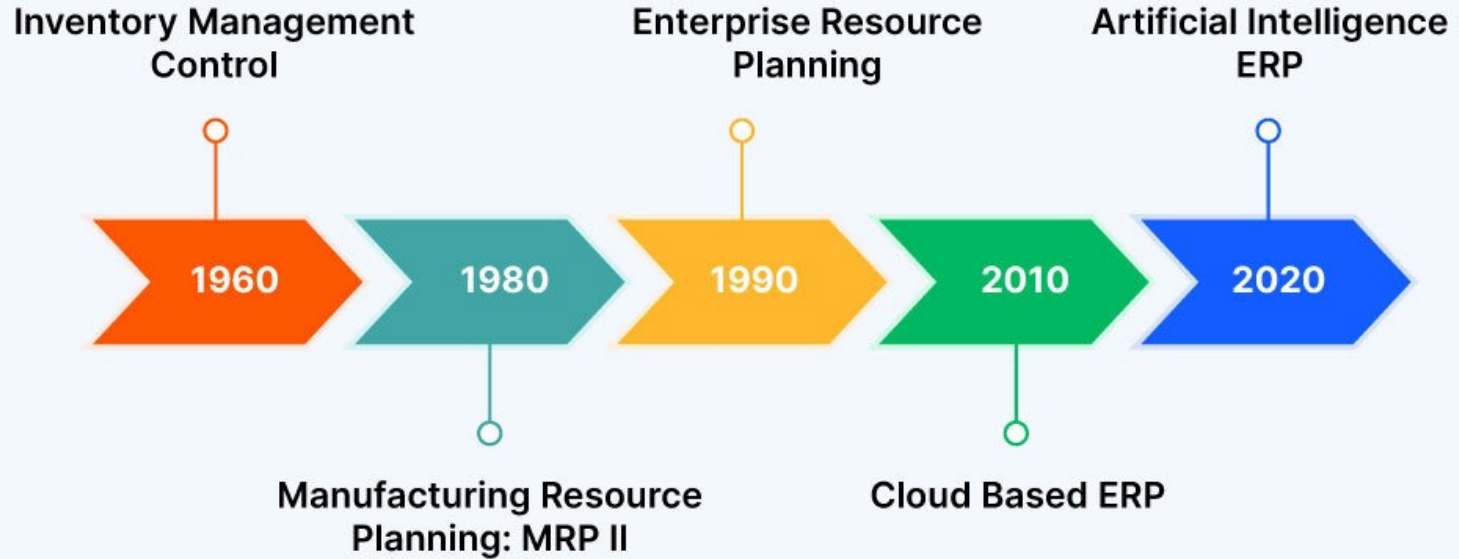 Inventory Management
Control
Enterprise Resource
Planning
Artificial Intelligence
ERP
1960
1980
1990
2010
2020
Manufacturing Resource
Planning: MRP II
Cloud Based ERP